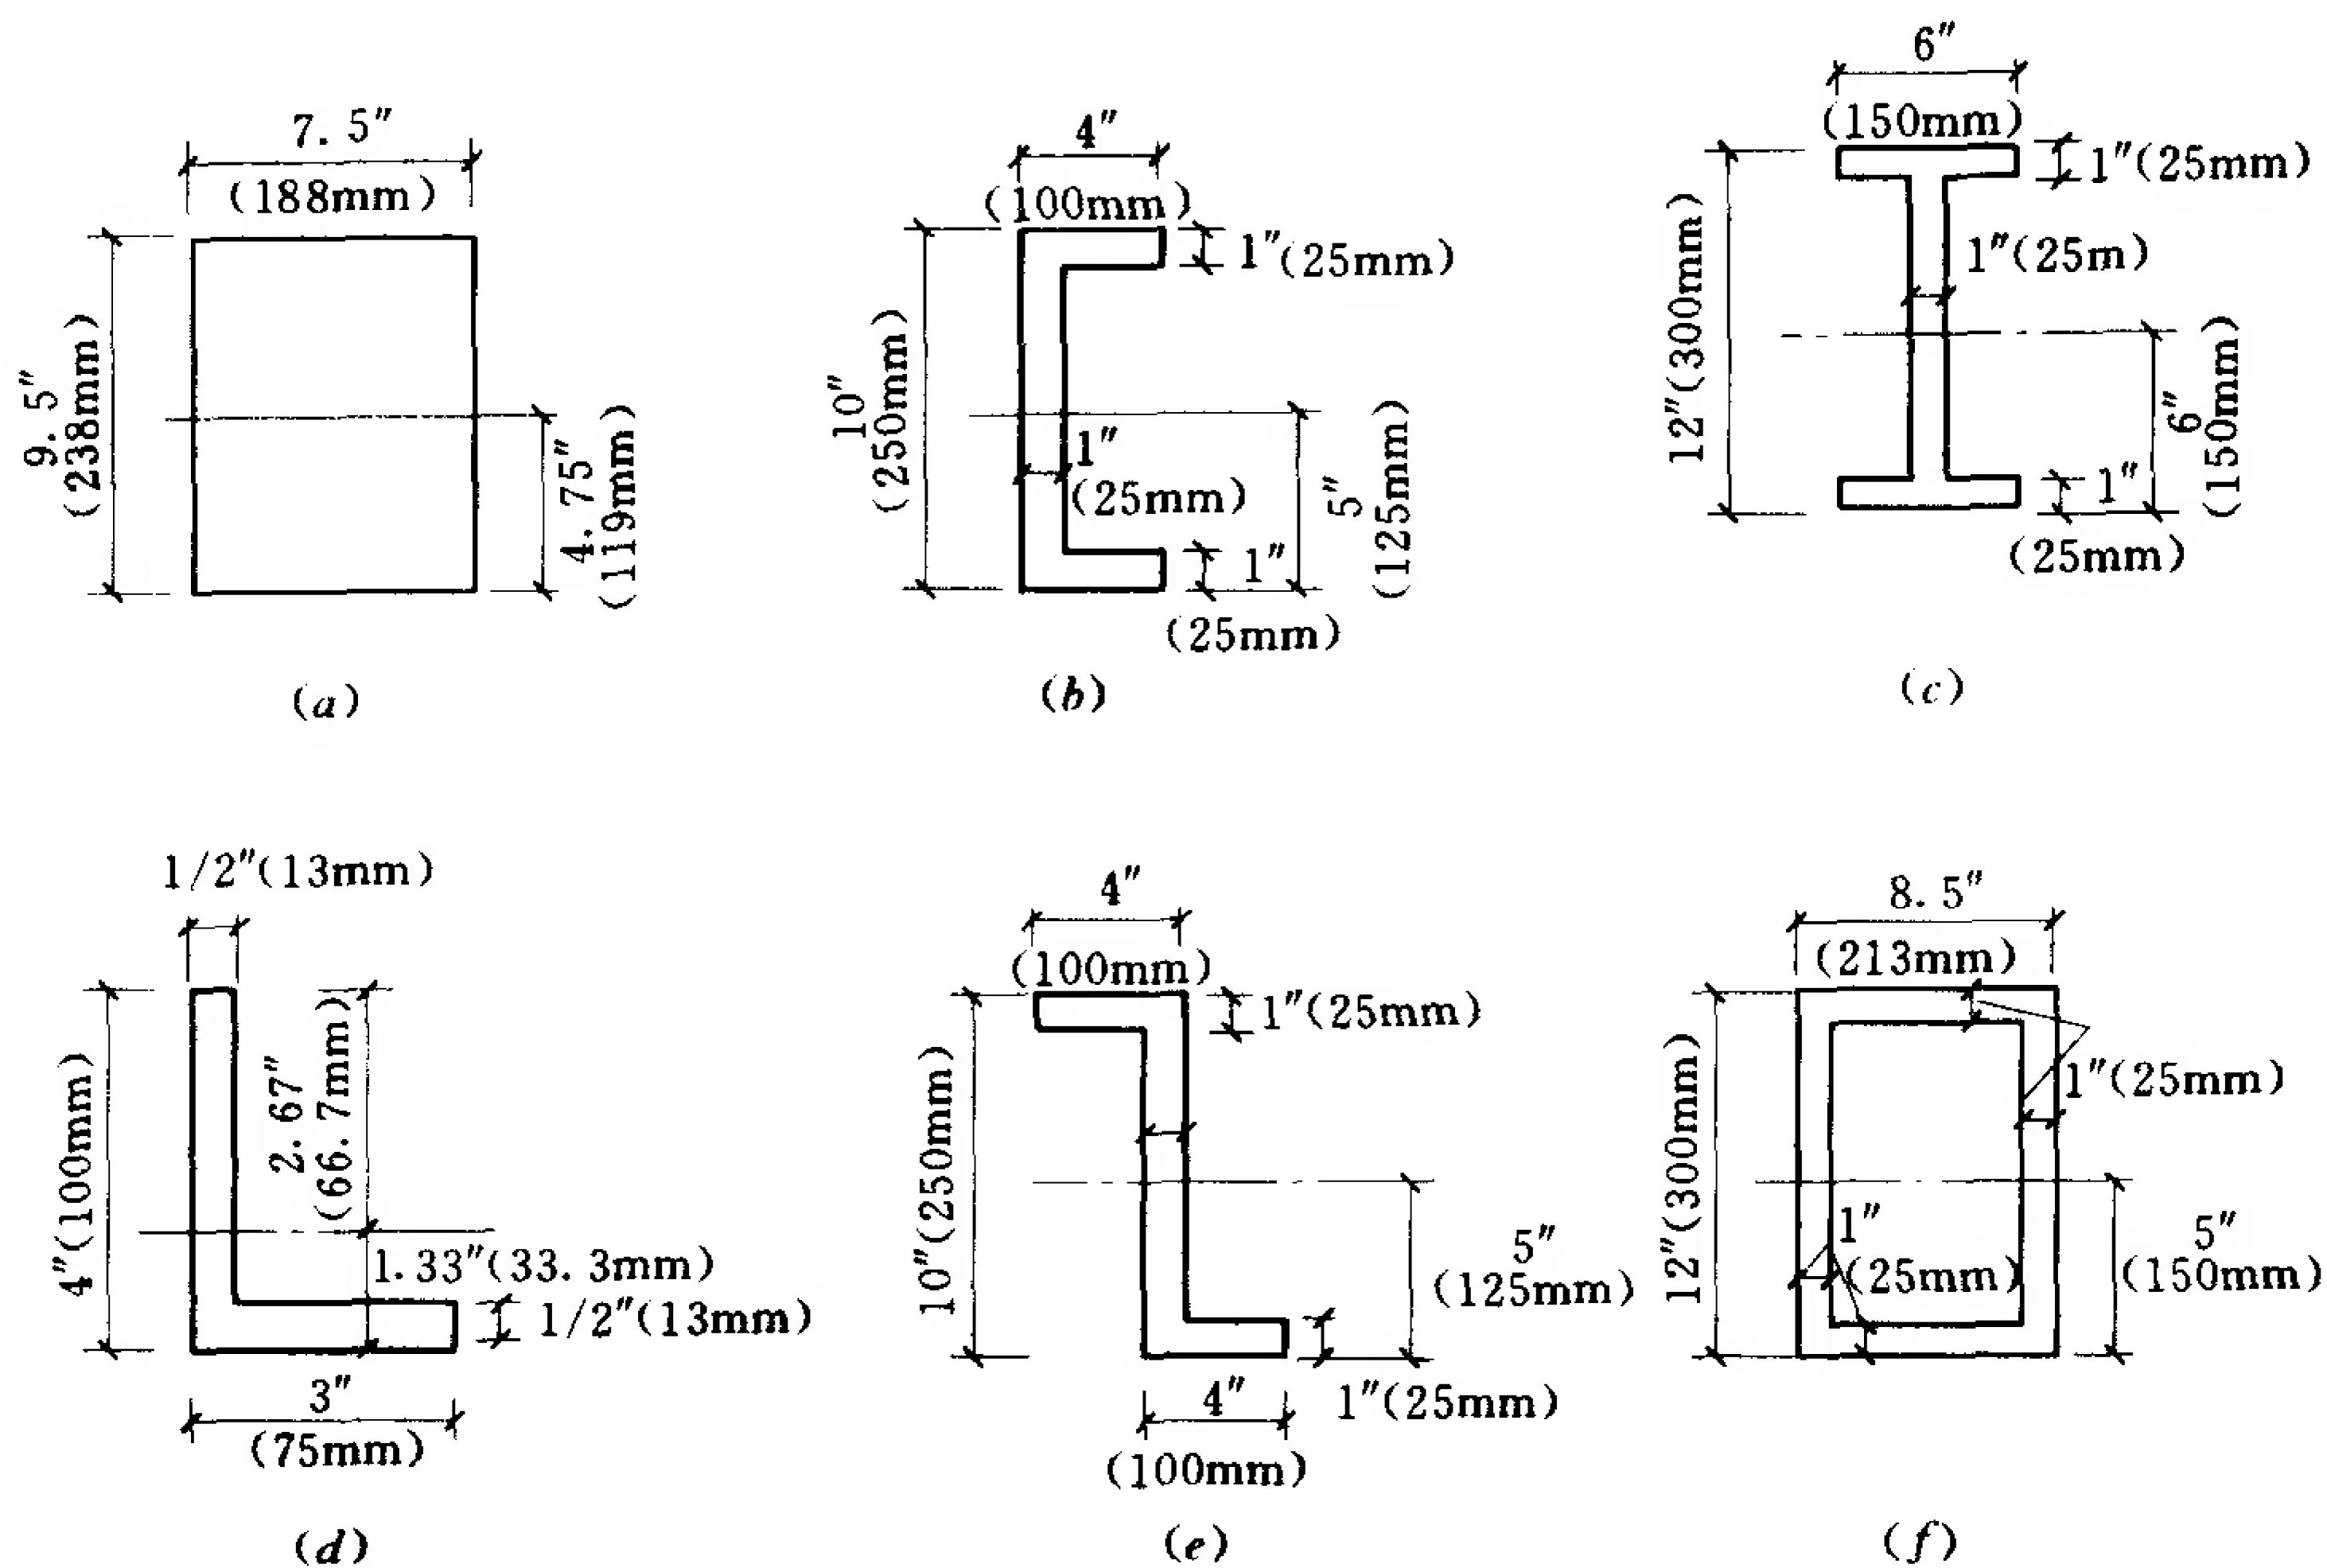 7.5″
(188mm)
9.5″
(238mm)
4.75″
(119mm)
(a)
4″
(100mm)
1″(25mm)
10″
(250mm)
1″
(25mm)
5″
(125mm)
1″
(25mm)
(b)
6″
(150mm)
1″(25mm)
12″(300mm)
1″(25m)
6″
(150mm)
1″
(25mm)
(c)
1/2″(13mm)
4″(100mm)
2.67″
(66.7mm)
1.33″(33.3mm)
1/2″(13mm)
3″
(75mm)
(d)
4″
(100mm)
1″(25mm)
10″(250mm)
5″
(125mm)
4″
1″(25mm)
(100mm)
(e)
8.5″
(213mm)
1″(25mm)
12″(300mm)
1″
(25mm)
5″
(150mm)
(f)